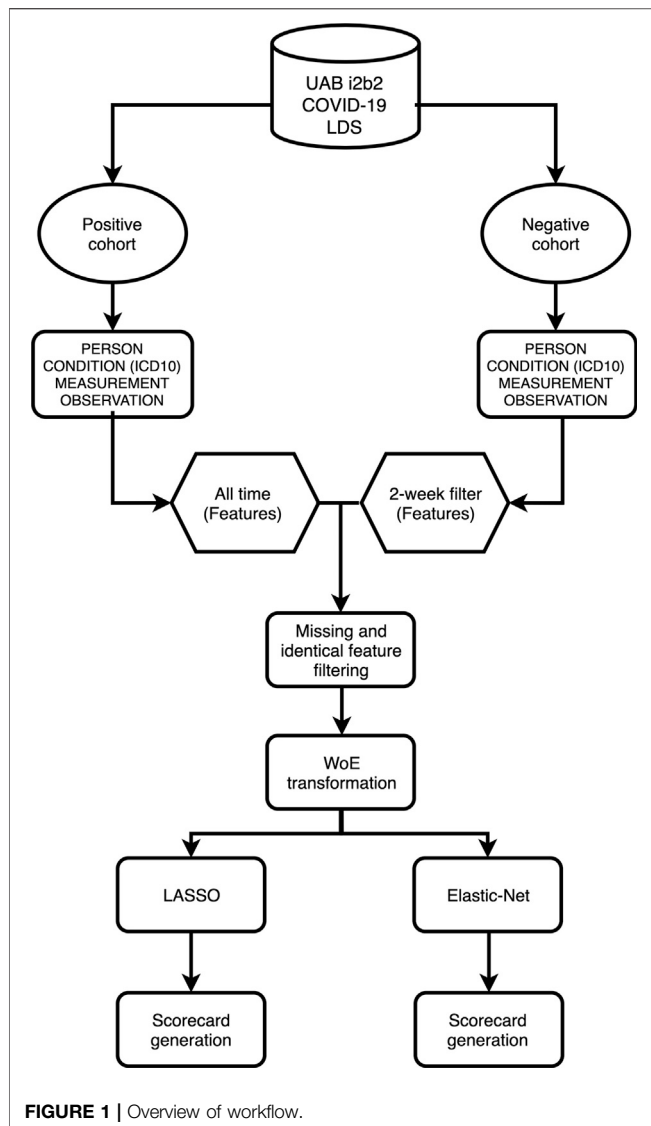 UAB i2b2
COVID-19
LDS
Positive
cohort
Negative
cohort
PERSON
CONDITION (ICD10)
MEASUREMENT
OBSERVATION
PERSON
CONDITION (ICD10)
MEASUREMENT
OBSERVATION
All time
(Features)
2-week filter
(Features)
Missing and
identical feature
filtering
WoE
transformation
LASSO
Elastic-Net
Scorecard
generation
Scorecard
generation
FIGURE 1 | Overview of workflow.